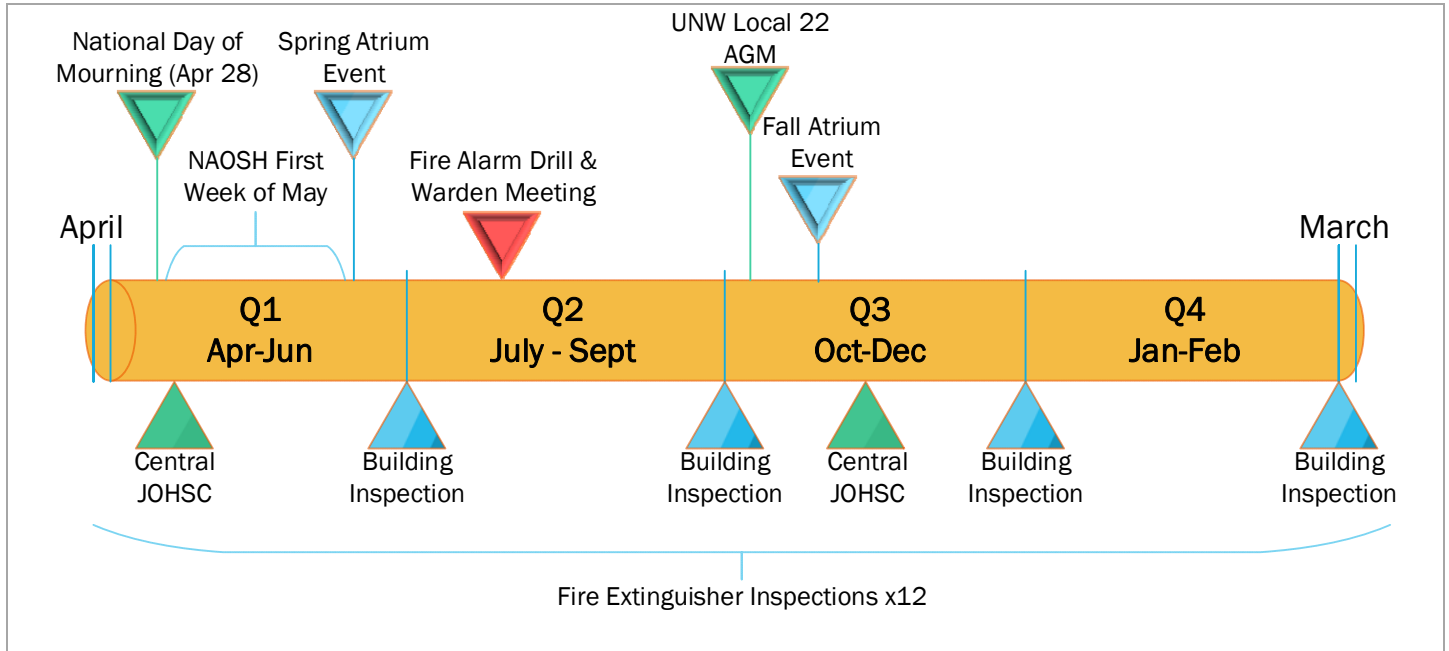 UNW Local 22
AGM
National Day of
Mourning (Apr 28)
Spring Atrium
Event
Fall Atrium
Event
NAOSH First
Week of May
Fire Alarm Drill &
Warden Meeting
April
March
Q1
Apr-Jun
Q2
July - Sept
Q3
Oct-Dec
Q4
Jan-Feb
Central
JOHSC
Building
Inspection
Building
Inspection
Central
JOHSC
Building
Inspection
Building
Inspection
Fire Extinguisher Inspections x12